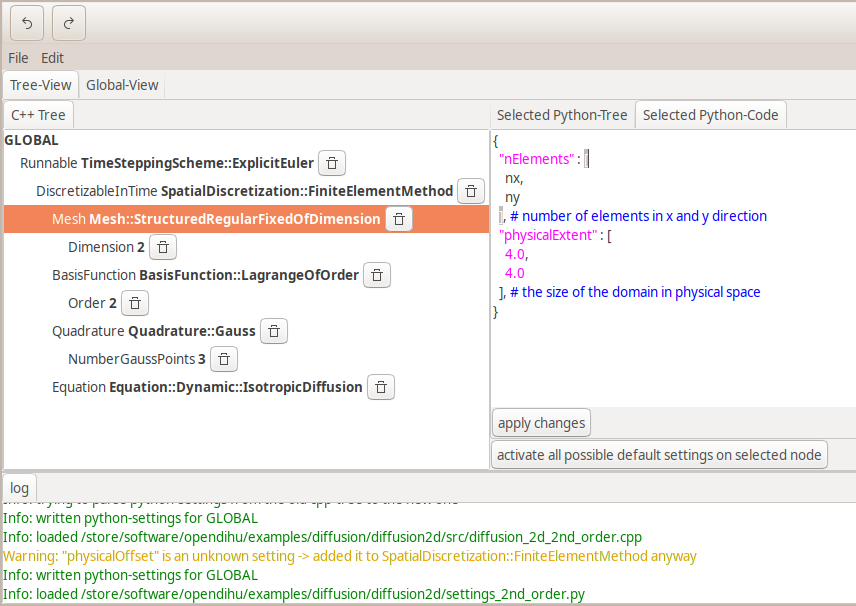 File Edit
Tree-View Global-View
C++ Tree
GLOBAL
Runnable TimeSteppingScheme::ExplicitEuler
DiscretizableInTime SpatialDiscretization::FiniteElementMethod
Mesh Mesh::StructuredRegularFixedOfDimension
Dimension 2
BasisFunction BasisFunction::LagrangeOfOrder
Order 2
Quadrature Quadrature::Gauss
NumberGaussPoints 3
Equation Equation::Dynamic::IsotropicDiffusion
Selected Python-Tree Selected Python-Code
{
"nElements" : [
nx,
ny
], # number of elements in x and y direction
"physicalExtent" : [
4.0,
4.0
], # the size of the domain in physical space
}
apply changes
activate all possible default settings on selected node
log
Info: written python-settings for GLOBAL
Info: loaded /store/software/opendihu/examples/diffusion/diffusion2d/src/diffusion_2d_2nd_order.cpp
Warning: "physicalOffset" is an unknown setting -> added it to SpatialDiscretization::FiniteElementMethod anyway
Info: written python-settings for GLOBAL
Info: loaded /store/software/opendihu/examples/diffusion/diffusion2d/settings_2nd_order.py